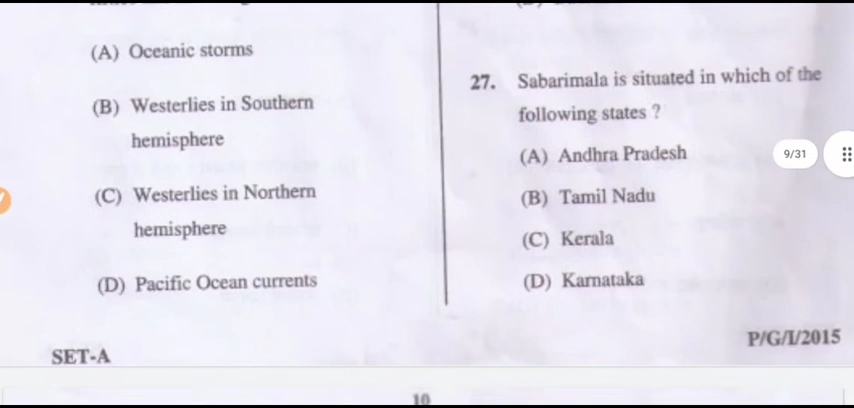 (A) Oceanic storms
(B) Westerlies in Southern
hemisphere
(C) Westerlies in Northern
hemisphere
(D) Pacific Ocean currents
27. Sabarimala is situated in which of the
following states ?
(A) Andhra Pradesh
(B) Tamil Nadu
(C) Kerala
(D) Karnataka
9/31
SET-A
P/G/I/2015
10